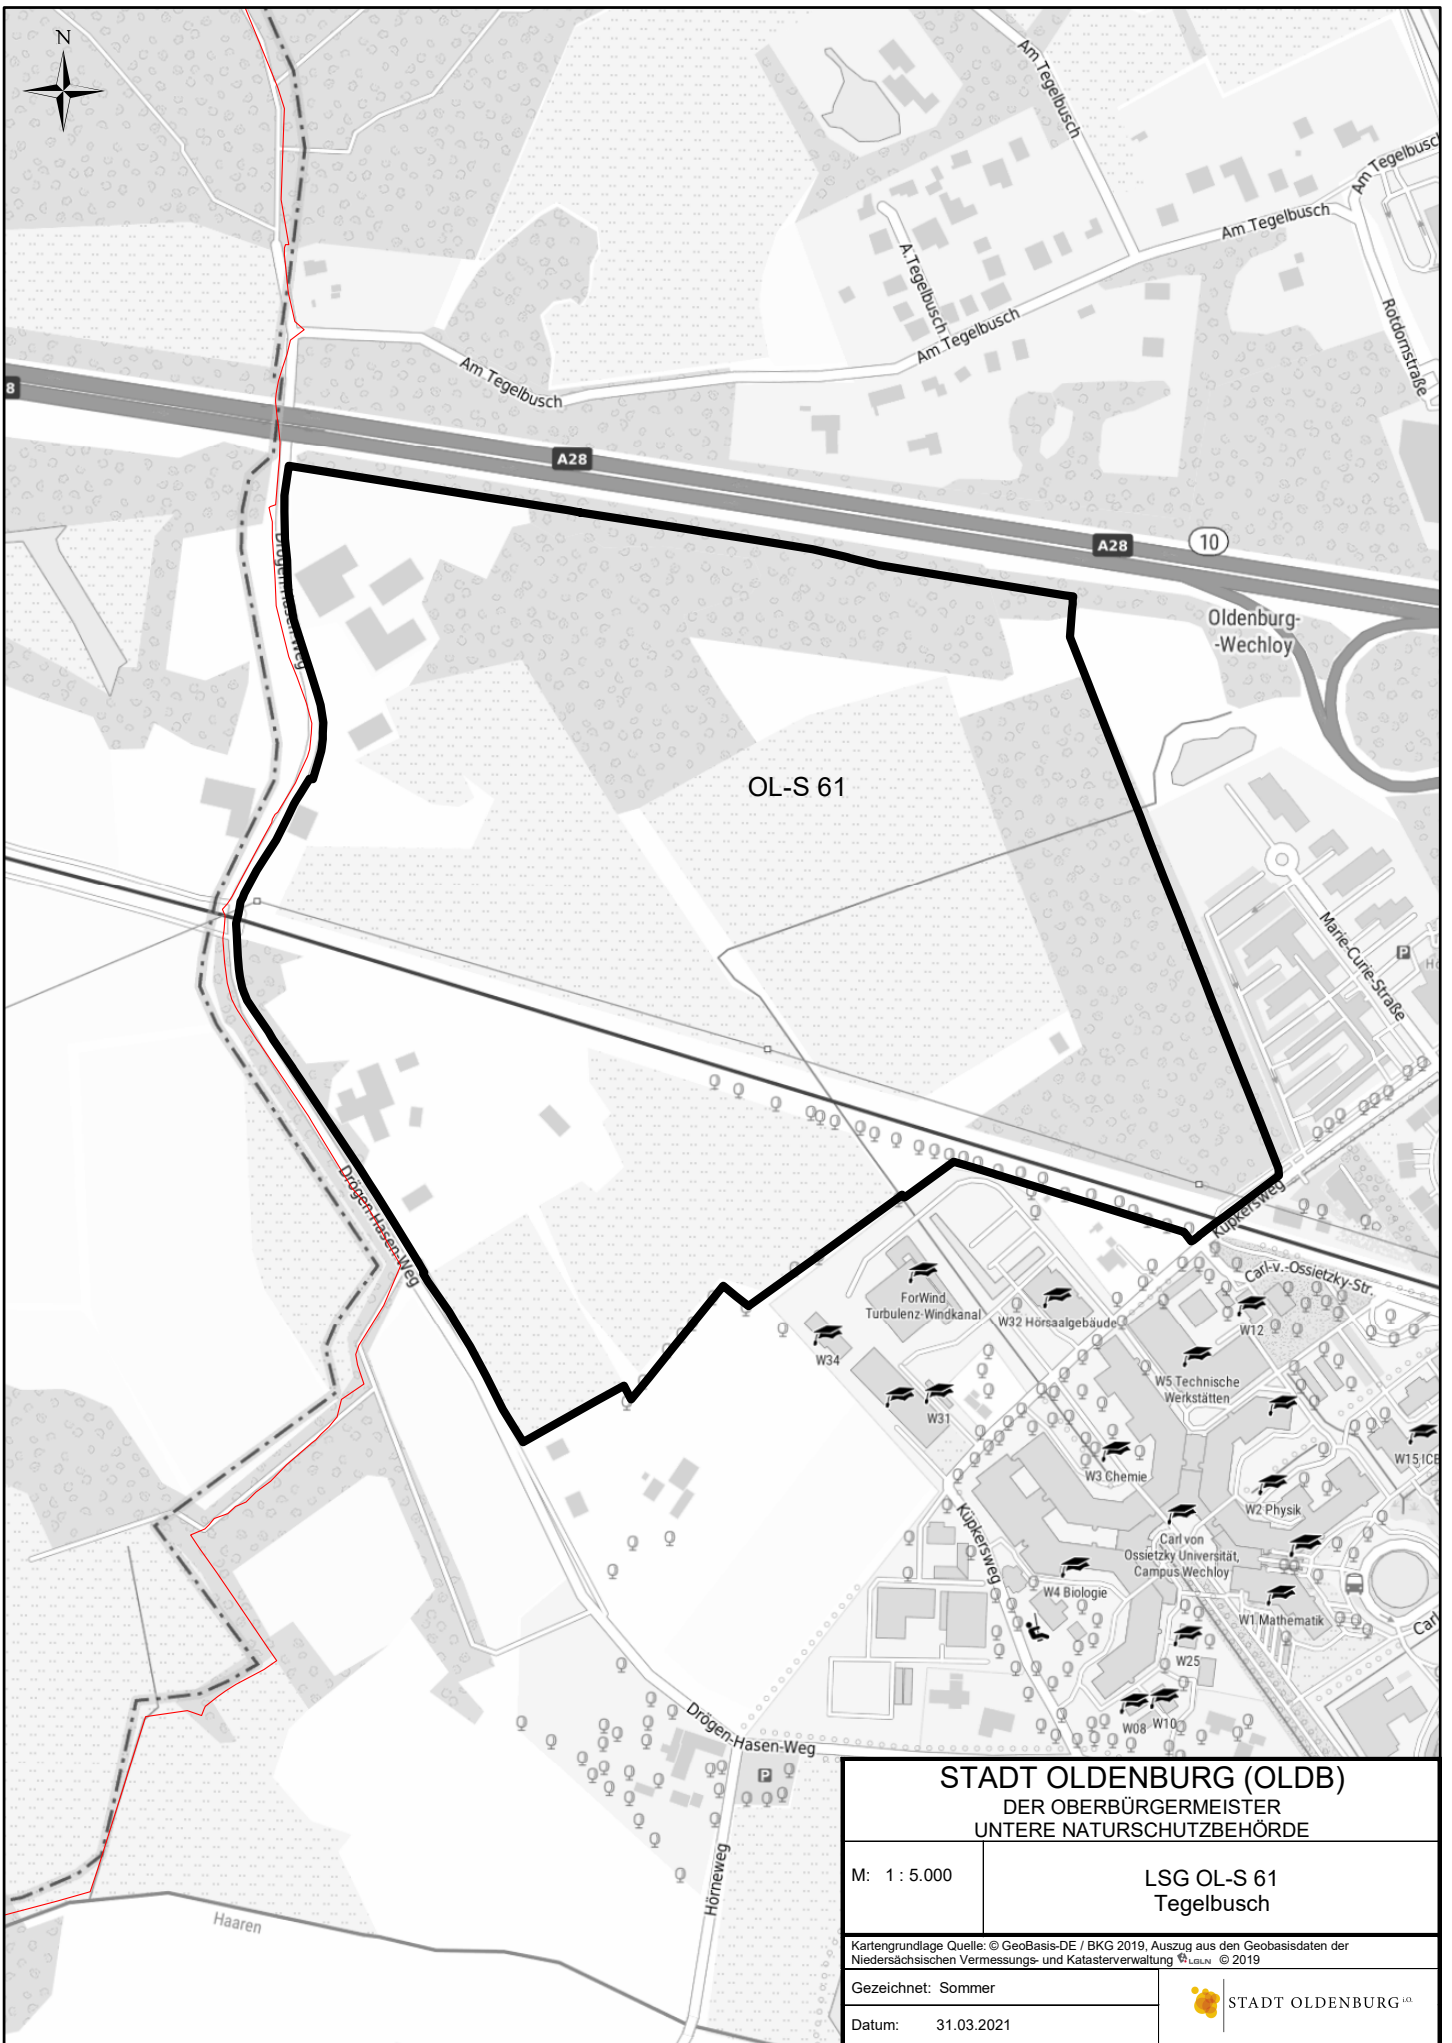 N
Am Tegelbusch
Am Tegelbusch
Am Tegelbusch
A.Tegelbusch
Am Tegelbusch
Rotdornstraße
Am Tegelbusch
8
A28
A28
10
Oldenburg-
-Wechloy
Drögen-Hasen-Weg
OL-S 61
Marie-Curie-Straße
P
Drögen-Hasen-Weg
Küpkersweg
Carl-v.-Ossietzky-Str.
ForWind
Turbulenz-Windkanal
W32 Hörsaalgebäude
W12
W34
W5 Technische
Werkstätten
W31
W15 ICB
W3 Chemie
W2 Physik
Küpkersweg
Carl von
Ossietzky Universität,
Campus Wechloy
W4 Biologie
W1 Mathematik
Carl
W25
W08
W10
Drögen-Hasen-Weg
P
Hörneweg
Haaren
STADT OLDENBURG (OLDB)
DER OBERBÜRGERMEISTER
UNTERE NATURSCHUTZBEHÖRDE
M: 1 : 5.000
LSG OL-S 61
Tegelbusch
Kartengrundlage Quelle: © GeoBasis-DE / BKG 2019, Auszug aus den Geobasisdaten der
Niedersächsischen Vermessungs- und Katasterverwaltung LGLN © 2019
Gezeichnet: Sommer
Datum: 31.03.2021
STADT OLDENBURG i.O.